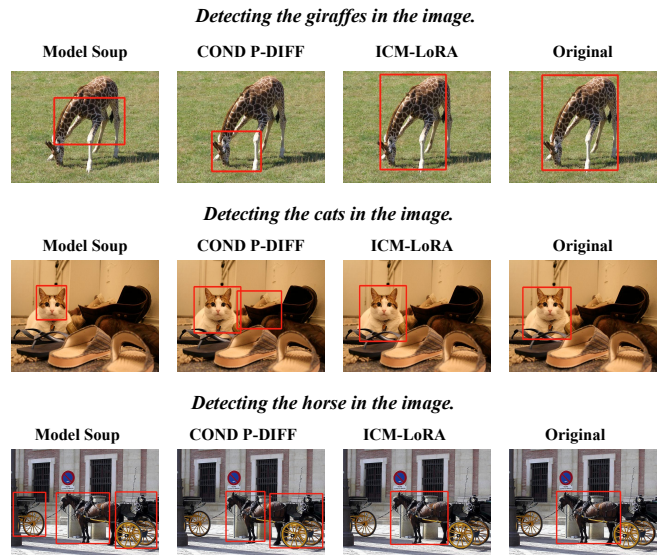 Detecting the giraffes in the image.
Model Soup COND P-DIFF ICM-LoRA Original
Detecting the cats in the image.
Model Soup COND P-DIFF ICM-LoRA Original
Detecting the horse in the image.
Model Soup COND P-DIFF ICM-LoRA Original